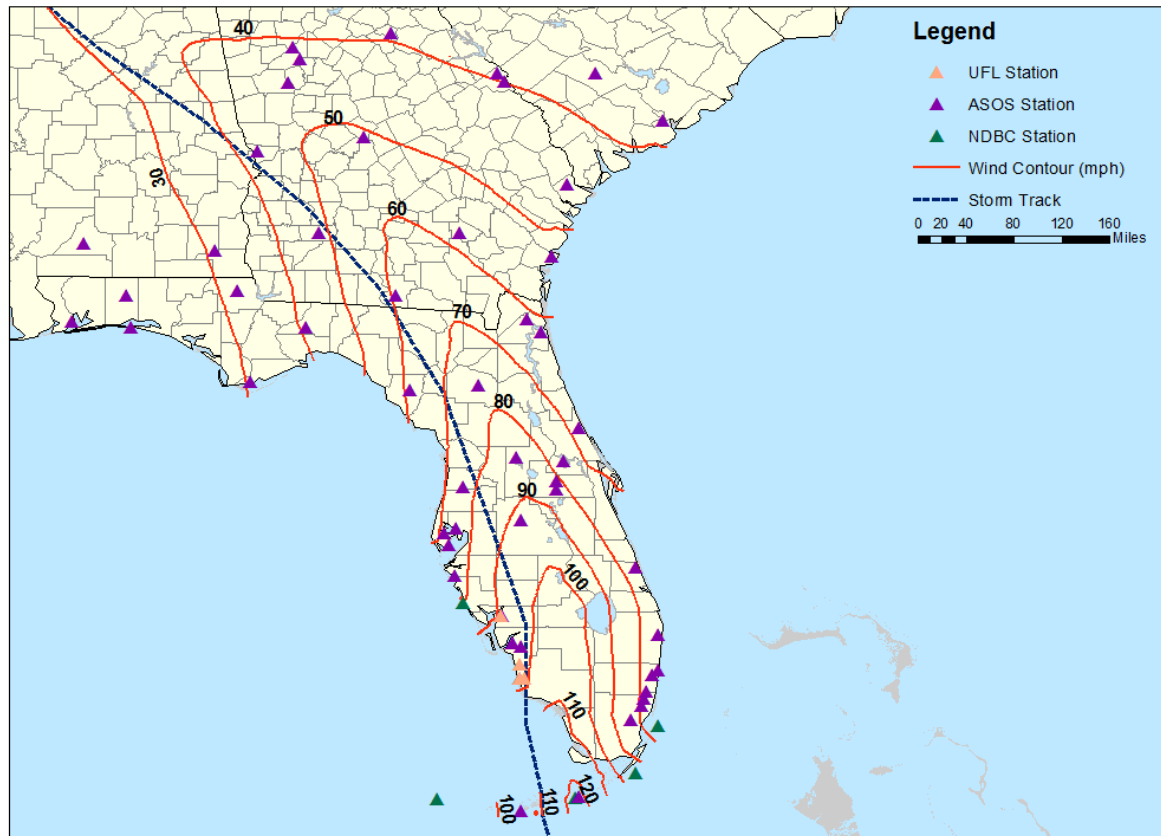 Legend
UFL Station
ASOS Station
NDBC Station
Wind Contour (mph)
Storm Track
0 20 40 80 120 160
Miles
40
50
30
60
70
80
90
100
110
120
110
100